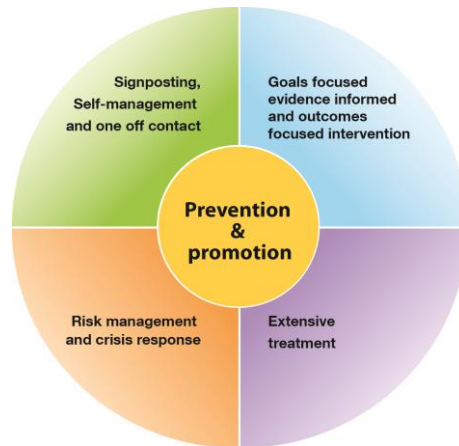 Signposting,
Self-management
and one off contact
Goals focused
evidence informed
and outcomes
focused intervention
Prevention
&
promotion
Risk management
and crisis response
Extensive
treatment